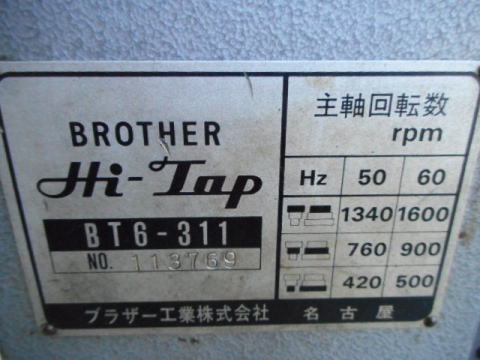 BROTHER
Hi-Tap
BT6-311
NO. 113769
ブラザー工業株式会社 名古屋
主軸回転数
rpm
Hz 50 60
1340 1600
760 900
420 500